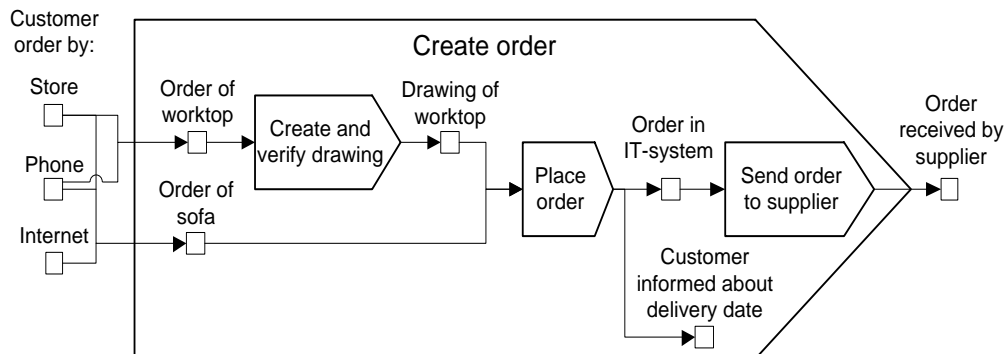 Customer
order by:
Create order
Store
Order of
worktop
Create and
verify drawing
Drawing of
worktop
Phone
Order of
sofa
Internet
Place
order
Order in
IT-system
Send order
to supplier
Order
received by
supplier
Customer
informed about
delivery date